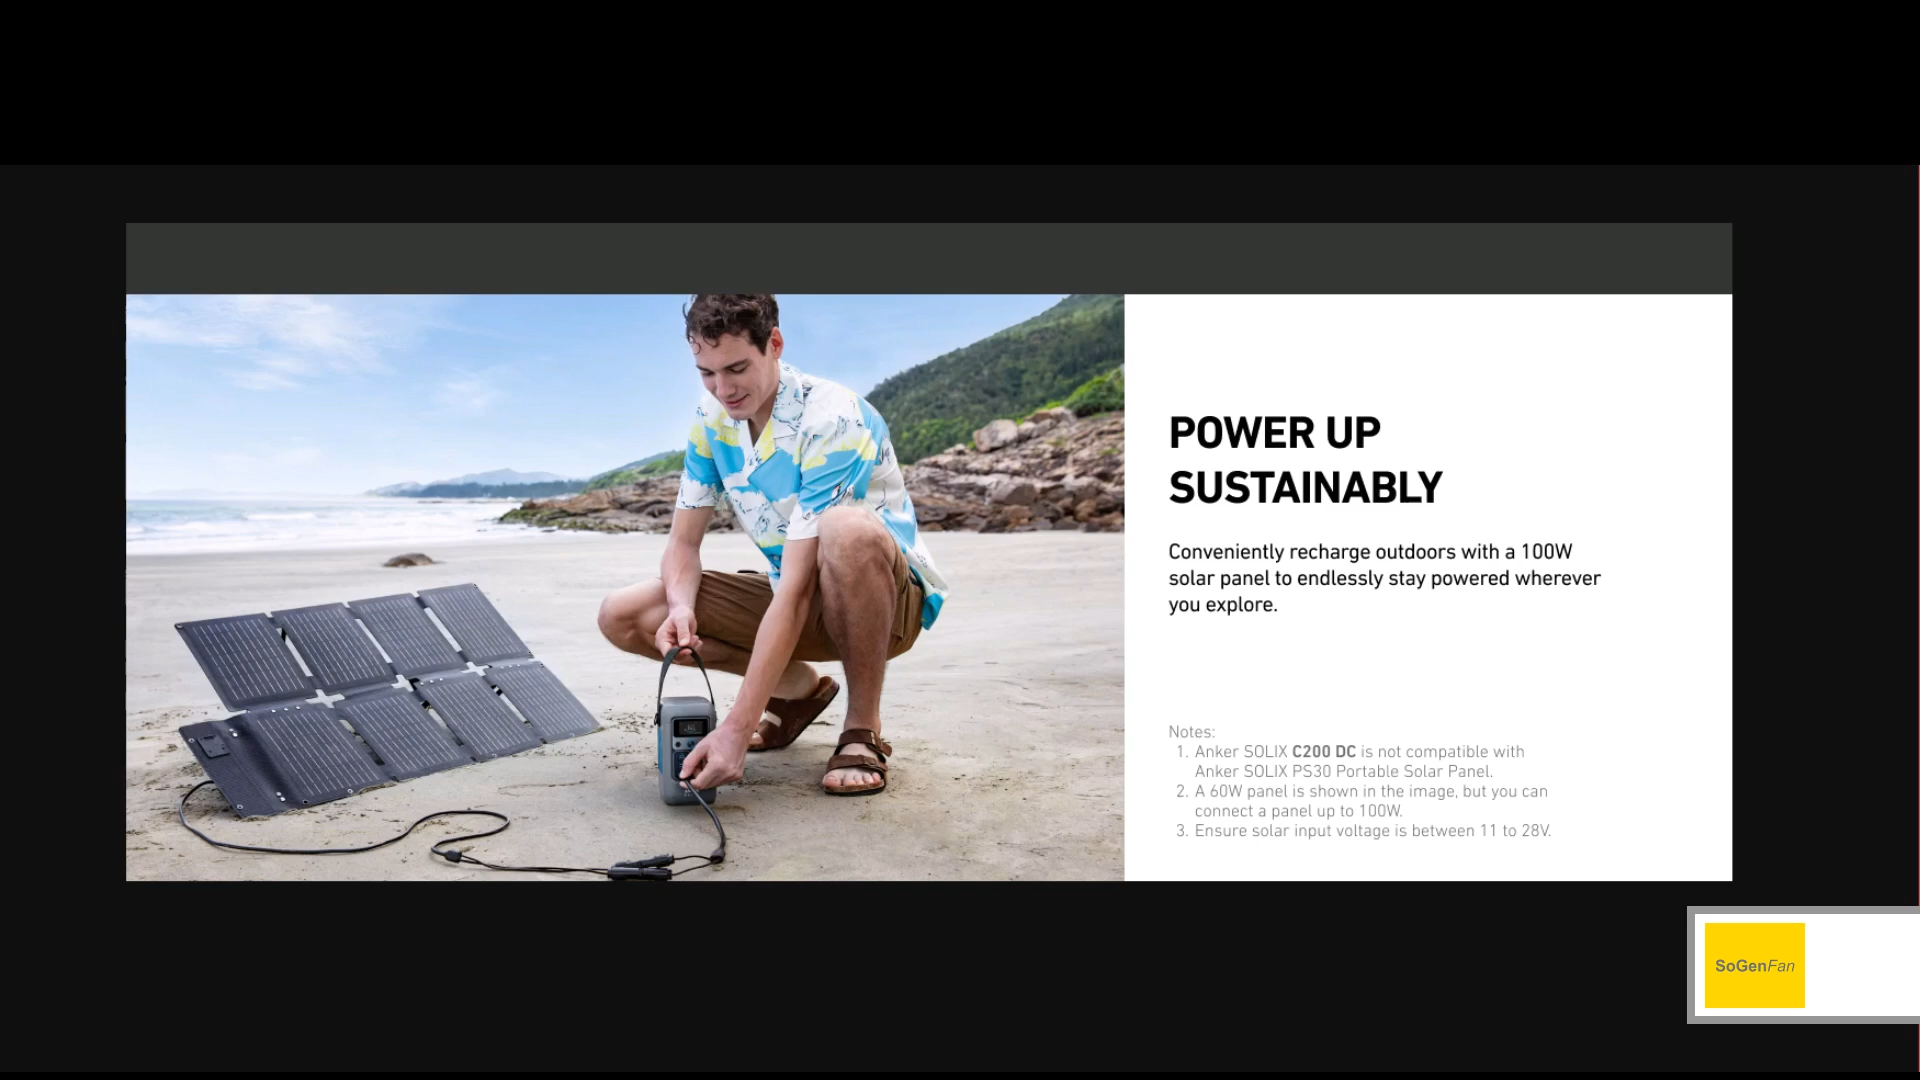 POWER UP
SUSTAINABLY
Conveniently recharge outdoors with a 100W
solar panel to endlessly stay powered wherever
you explore.
Notes:
1. Anker SOLIX C200 DC is not compatible with
Anker SOLIX PS30 Portable Solar Panel.
2. A 60W panel is shown in the image, but you can
connect a panel up to 100W.
3. Ensure solar input voltage is between 11 to 28V.
SoGenFan